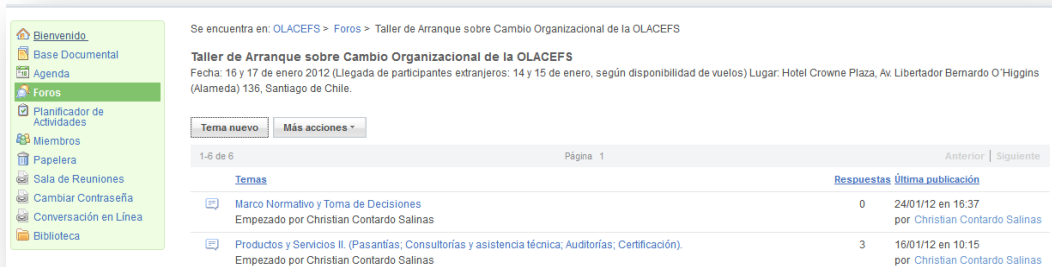 Bienvenido
Base Documental
Agenda
Foros
Planificador de
Actividades
Miembros
Papelera
Sala de Reuniones
Cambiar Contraseña
Conversación en Línea
Biblioteca
Se encuentra en: OLACEFS > Foros > Taller de Arranque sobre Cambio Organizacional de la OLACEFS
Taller de Arranque sobre Cambio Organizacional de la OLACEFS
Fecha: 16 y 17 de enero 2012 (Llegada de participantes extranjeros: 14 y 15 de enero, según disponibilidad de vuelos) Lugar: Hotel Crowne Plaza, Av. Libertador Bernardo O´Higgins
(Alameda) 136, Santiago de Chile.
Tema nuevo Más acciones
1-6 de 6 Página 1 Anterior | Siguiente
Temas Respuestas Última publicación
Marco Normativo y Toma de Decisiones 0 24/01/12 en 16:37
Empezado por Christian Contardo Salinas por Christian Contardo Salinas
Productos y Servicios II. (Pasantías; Consultorías y asistencia técnica; Auditorías; Certificación). 3 16/01/12 en 10:15
Empezado por Christian Contardo Salinas por Christian Contardo Salinas